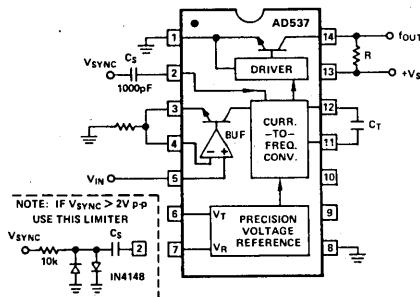 AD537
1
14
fOUT
DRIVER
R
VSYNC
CS
1000pF
2
13
+VS
3
12
CURR.
-TO-
FREQ.
CONV.
CT
BUF
4
11
- +
VIN
5
10
NOTE: IF VSYNC > 2V p-p
USE THIS LIMITER
6
VT
PRECISION
VOLTAGE
REFERENCE
9
VSYNC
CS
2
10k
IN4148
7
VR
8